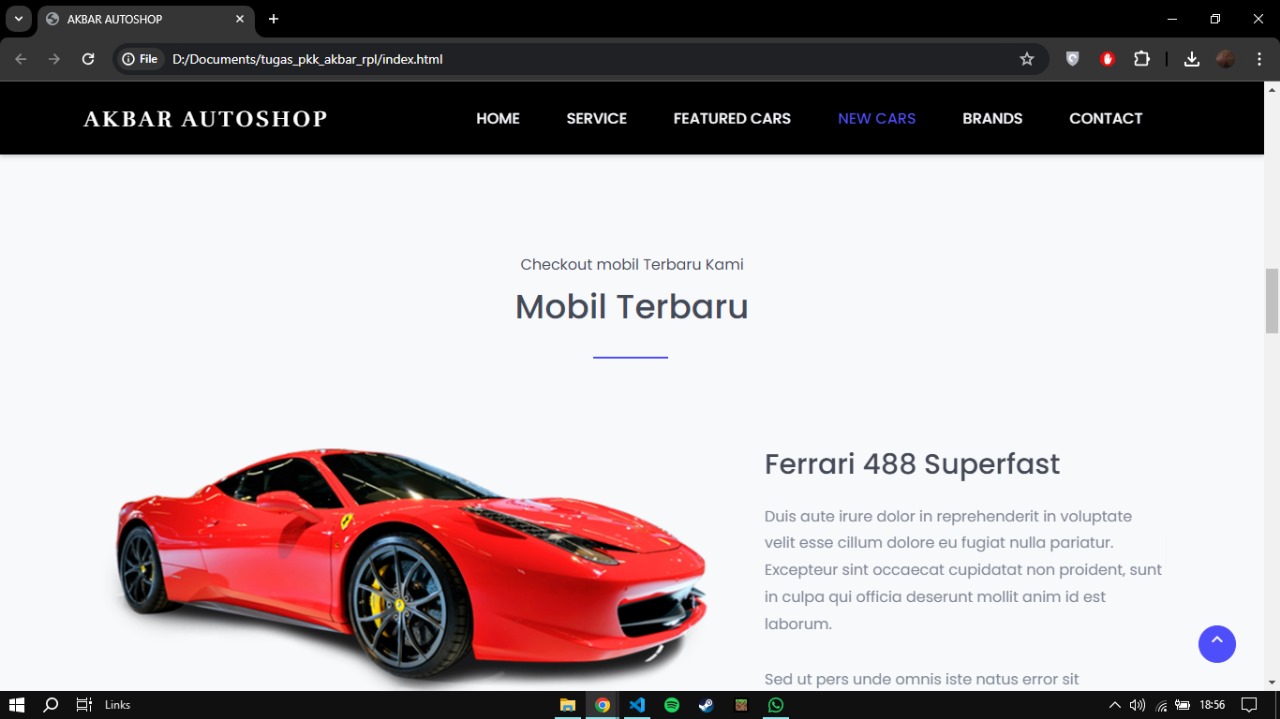 AKBAR AUTOSHOP
File
D:/Documents/tugas_pkk_akbar_rpl/index.html
AKBAR AUTOSHOP
HOME
SERVICE
FEATURED CARS
NEW CARS
BRANDS
CONTACT
Checkout mobil Terbaru Kami
Mobil Terbaru
Ferrari 488 Superfast
Duis aute irure dolor in reprehenderit in voluptate
velit esse cillum dolore eu fugiat nulla pariatur.
Excepteur sint occaecat cupidatat non proident, sunt
in culpa qui officia deserunt mollit anim id est
laborum.
Sed ut pers unde omnis iste natus error sit
Links
18:56